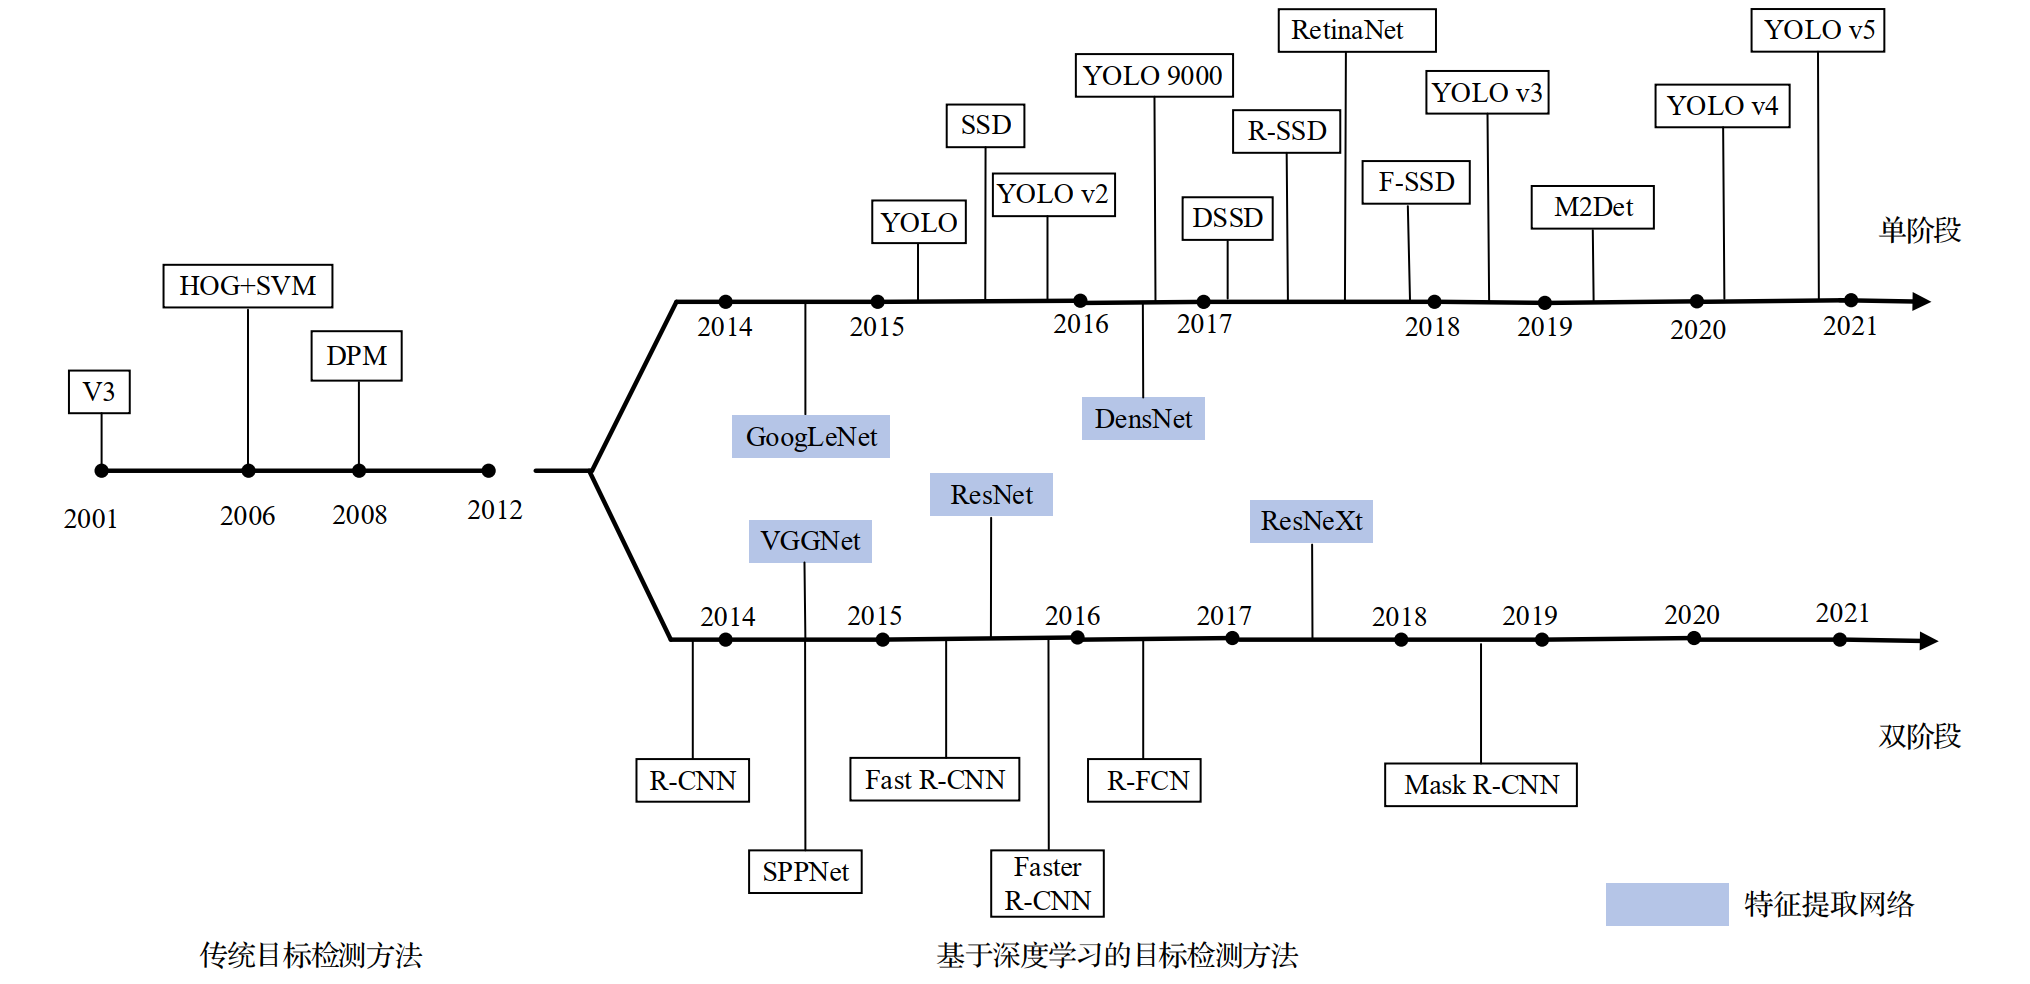 RetinaNet
YOLO v5
YOLO 9000
YOLO v3
YOLO v4
SSD
R-SSD
YOLO v2
F-SSD
M2Det
YOLO
DSSD
单阶段
HOG+SVM
2014
2015
2016
2017
2018
2019
2020
2021
DPM
V3
GoogLeNet
DensNet
2001
2006
2008
2012
ResNet
VGGNet
ResNeXt
2014
2015
2016
2017
2018
2019
2020
2021
双阶段
R-CNN
Fast R-CNN
R-FCN
Mask R-CNN
SPPNet
Faster
R-CNN
特征提取网络
传统目标检测方法
基于深度学习的目标检测方法